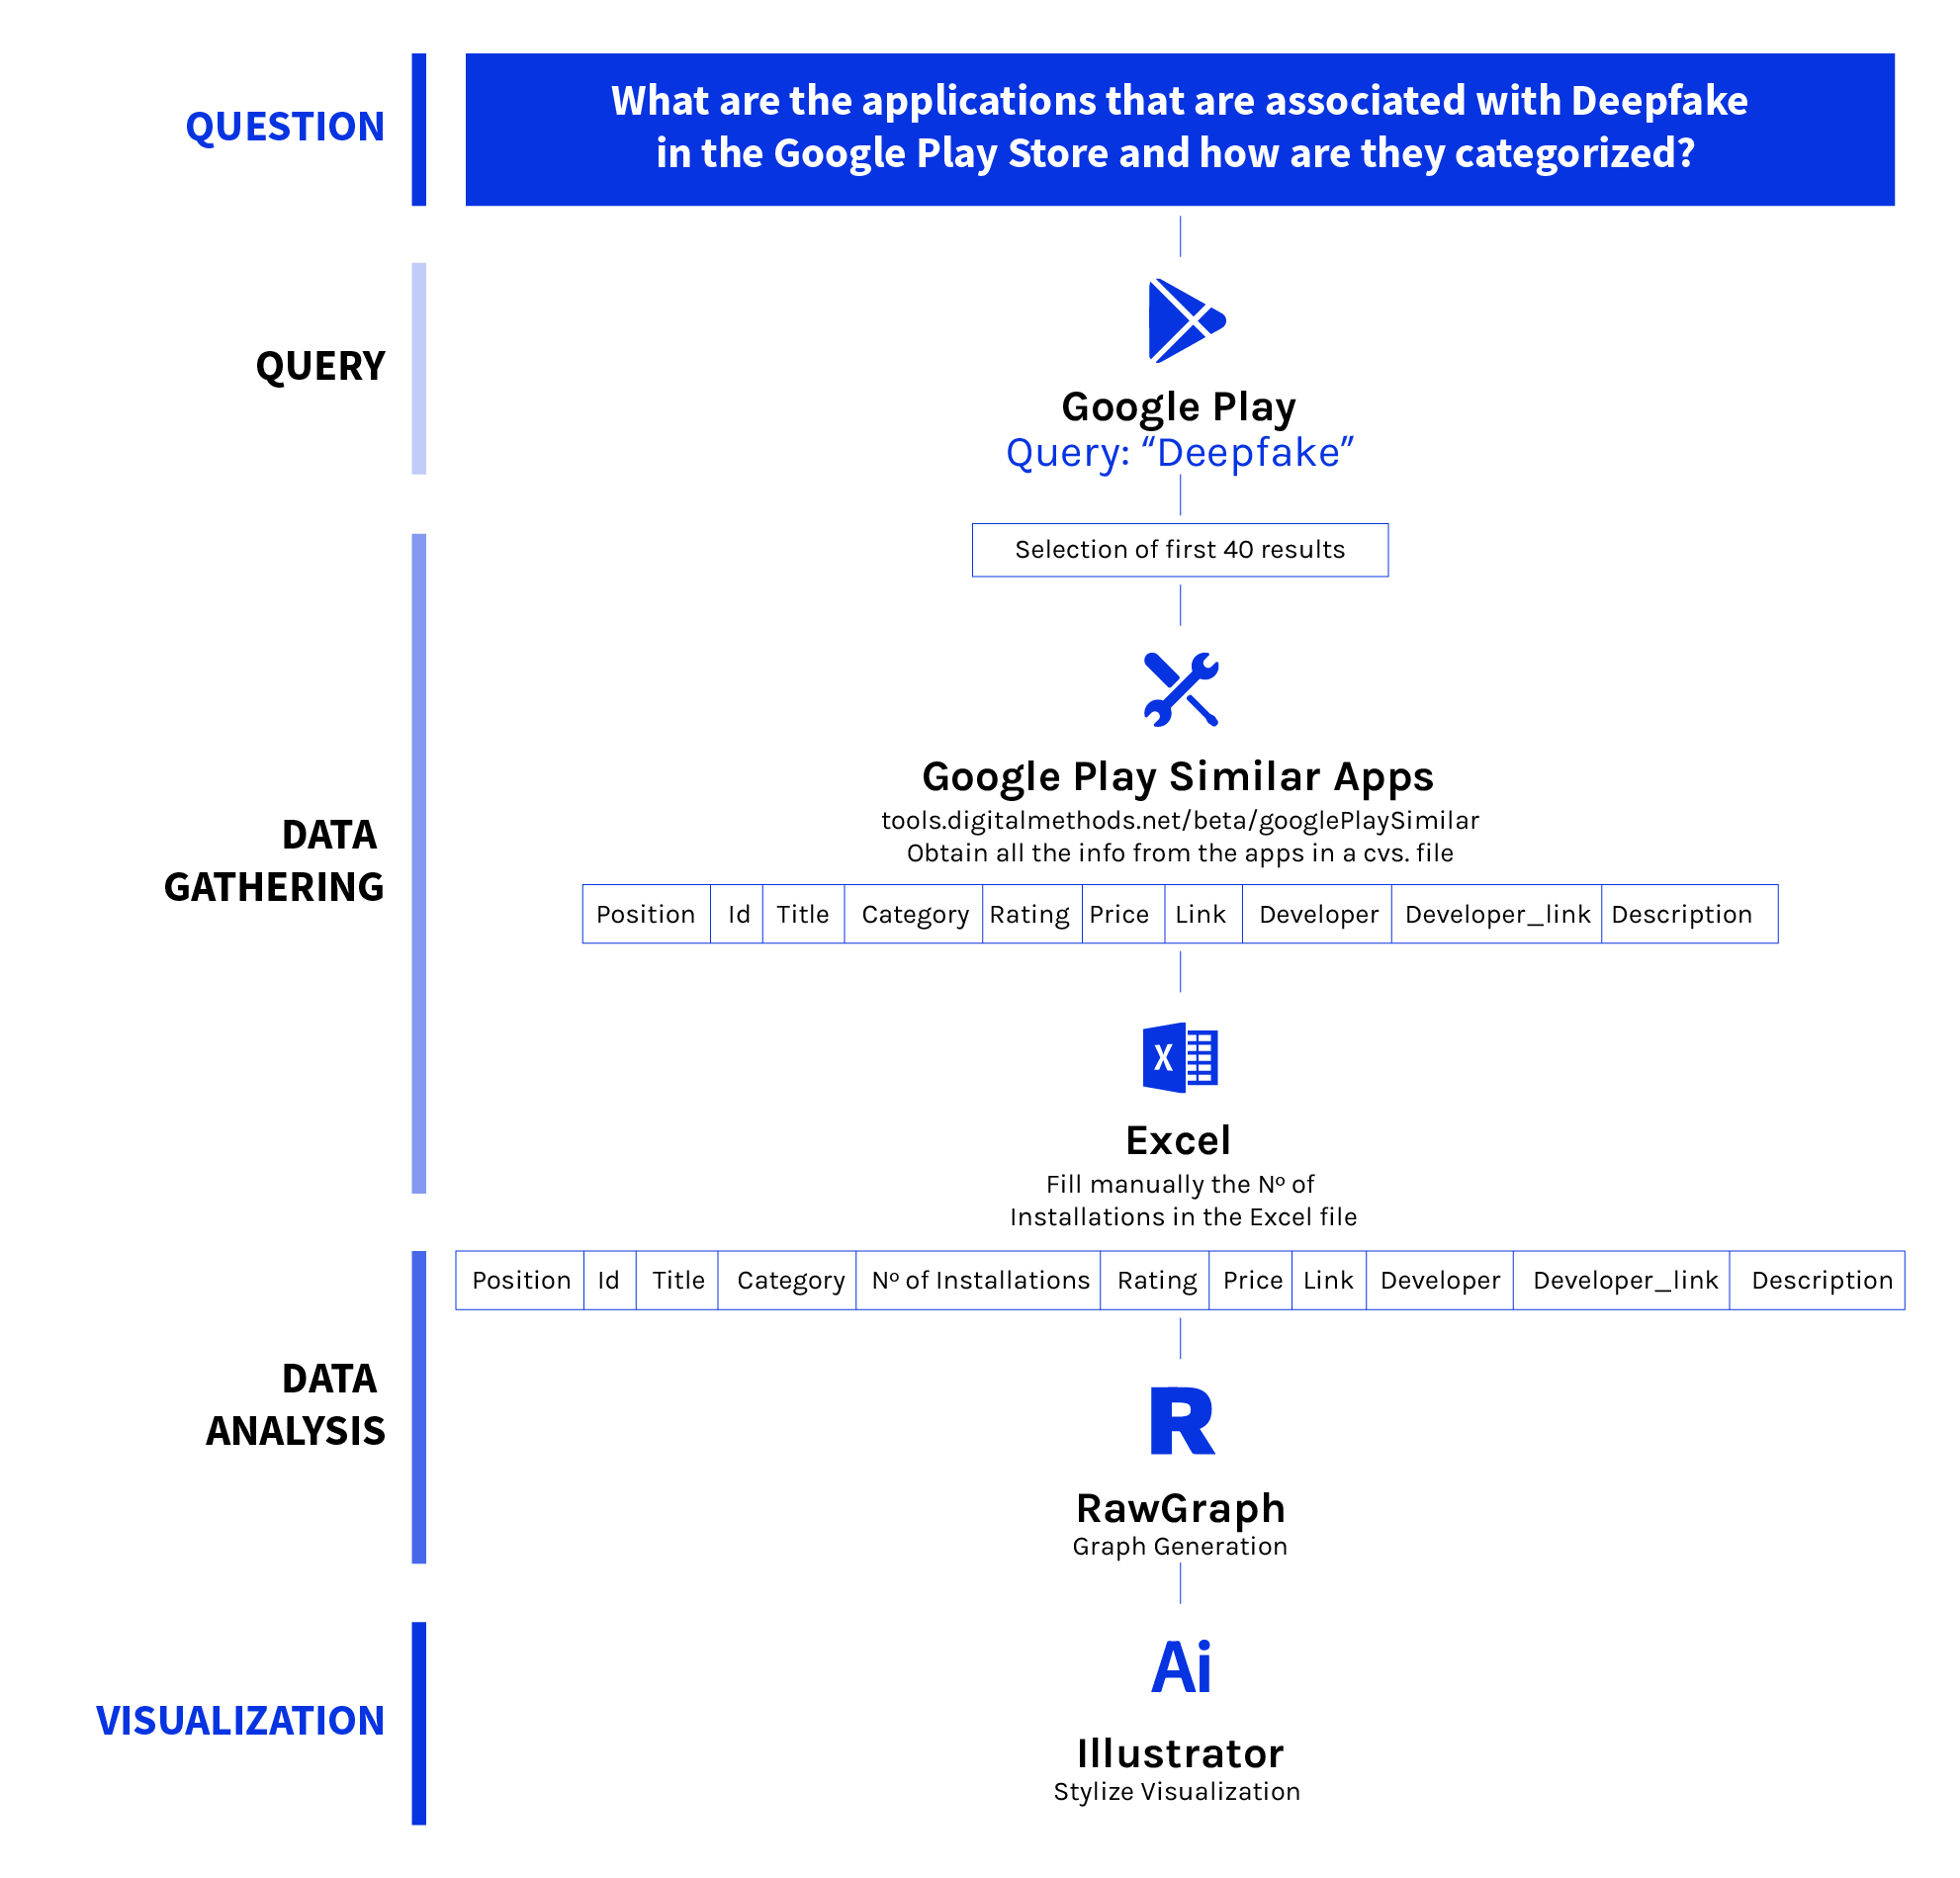 QUESTION
What are the applications that are associated with Deepfake
in the Google Play Store and how are they categorized?
QUERY
Google Play
Query: “Deepfake”
Selection of first 40 results
DATA
GATHERING
Google Play Similar Apps
tools.digitalmethods.net/beta/googlePlaySimilar
Obtain all the info from the apps in a cvs. file
Position Id Title Category Rating Price Link Developer Developer_link Description
X
Excel
Fill manually the Nº of
Installations in the Excel file
Position Id Title Category Nº of Installations Rating Price Link Developer Developer_link Description
DATA
ANALYSIS
R
RawGraph
Graph Generation
VISUALIZATION
Ai
Illustrator
Stylize Visualization